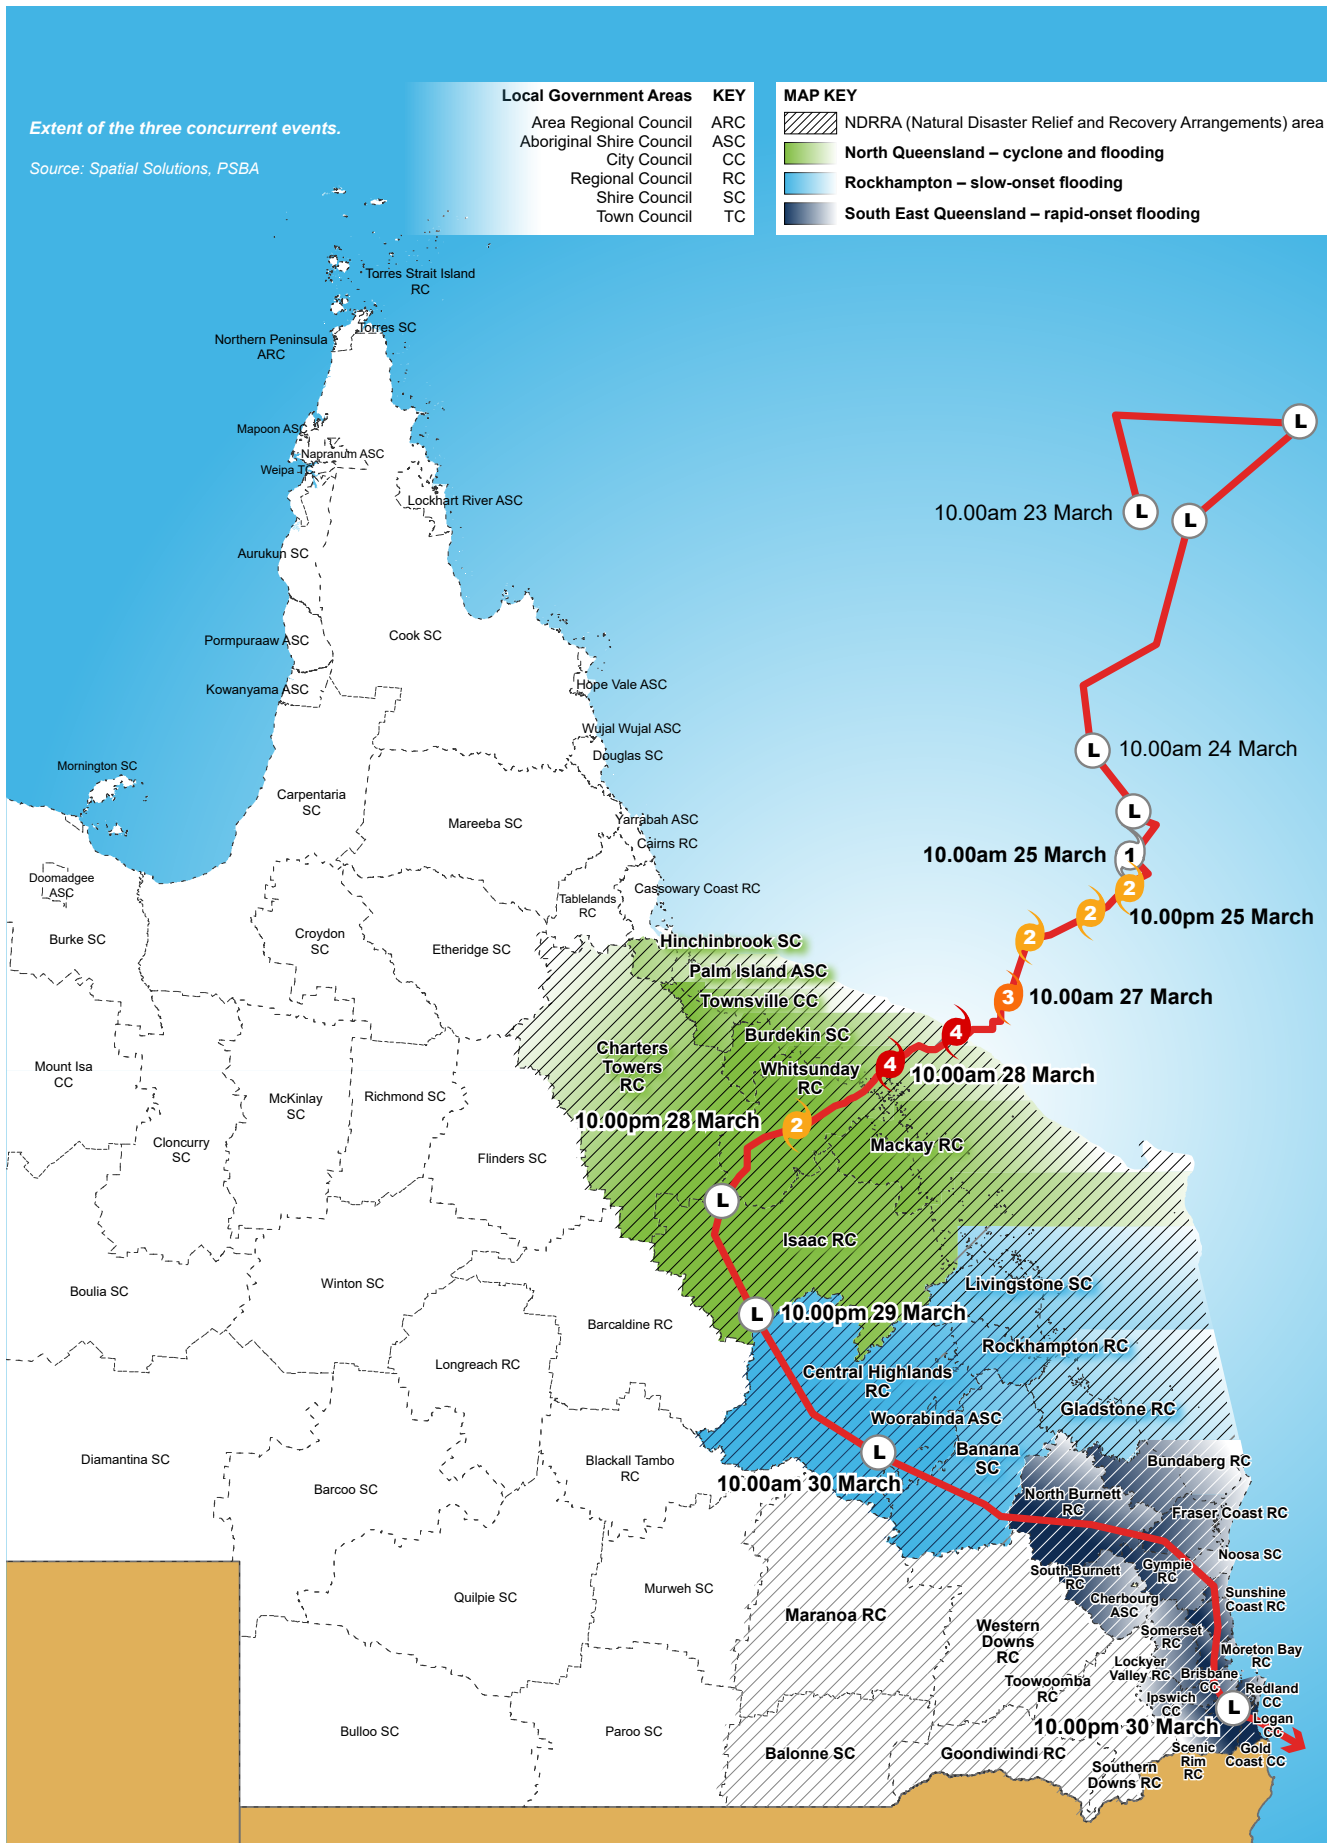 Extent of the three concurrent events.
Source: Spatial Solutions, PSBA
Local Government Areas KEY
Area Regional Council ARC
Aboriginal Shire Council ASC
City Council CC
Regional Council RC
Shire Council SC
Town Council TC
MAP KEY
NDRRA (Natural Disaster Relief and Recovery Arrangements) area
North Queensland – cyclone and flooding
Rockhampton – slow-onset flooding
South East Queensland – rapid-onset flooding
Torres Strait Island
RC
Torres SC
Northern Peninsula
ARC
Mapoon ASC
Napranum ASC
Weipa TC
Lockhart River ASC
Aurukun SC
Pormpuraaw ASC
Cook SC
Kowanyama ASC
Hope Vale ASC
Wujal Wujal ASC
Douglas SC
Mornington SC
Carpentaria
SC
Mareeba SC
Yarrabah ASC
Cairns RC
Doomadgee
ASC
Tablelands
RC
Cassowary Coast RC
Burke SC
Croydon
SC
Etheridge SC
L
10.00am 23 March L
L
L 10.00am 24 March
L
10.00am 25 March 1
2
10.00pm 25 March
2
2
3 10.00am 27 March
4
4
10.00am 28 March
Hinchinbrook SC
Palm Island ASC
Townsville CC
Burdekin SC
Charters
Towers
RC
Whitsunday
RC
10.00pm 28 March 2
Mackay RC
Mount Isa
CC
McKinlay
SC
Richmond SC
Cloncurry
SC
Flinders SC
L
Isaac RC
Boulia SC
Winton SC
Livingstone SC
L 10.00pm 29 March
Barcaldine RC
Rockhampton RC
Longreach RC
Central Highlands
RC
Gladstone RC
Woorabinda ASC
L
Banana
SC
10.00am 30 March
Diamantina SC
Blackall Tambo
RC
Barcoo SC
Bundaberg RC
North Burnett
RC
Fraser Coast RC
Noosa SC
Gympie
RC
South Burnett
RC
Cherbourg
ASC
Sunshine
Coast RC
Quilpie SC
Murweh SC
Maranoa RC
Western
Downs
RC
Somerset
RC
Moreton Bay
RC
Lockyer
Valley RC
Brisbane
CC
Toowoomba
RC
Redland
CC
Ipswich
CC
L
Logan
CC
10.00pm 30 March
Bulloo SC
Paroo SC
Balonne SC
Goondiwindi RC
Southern
Downs RC
Scenic
Rim
RC
Gold
Coast CC